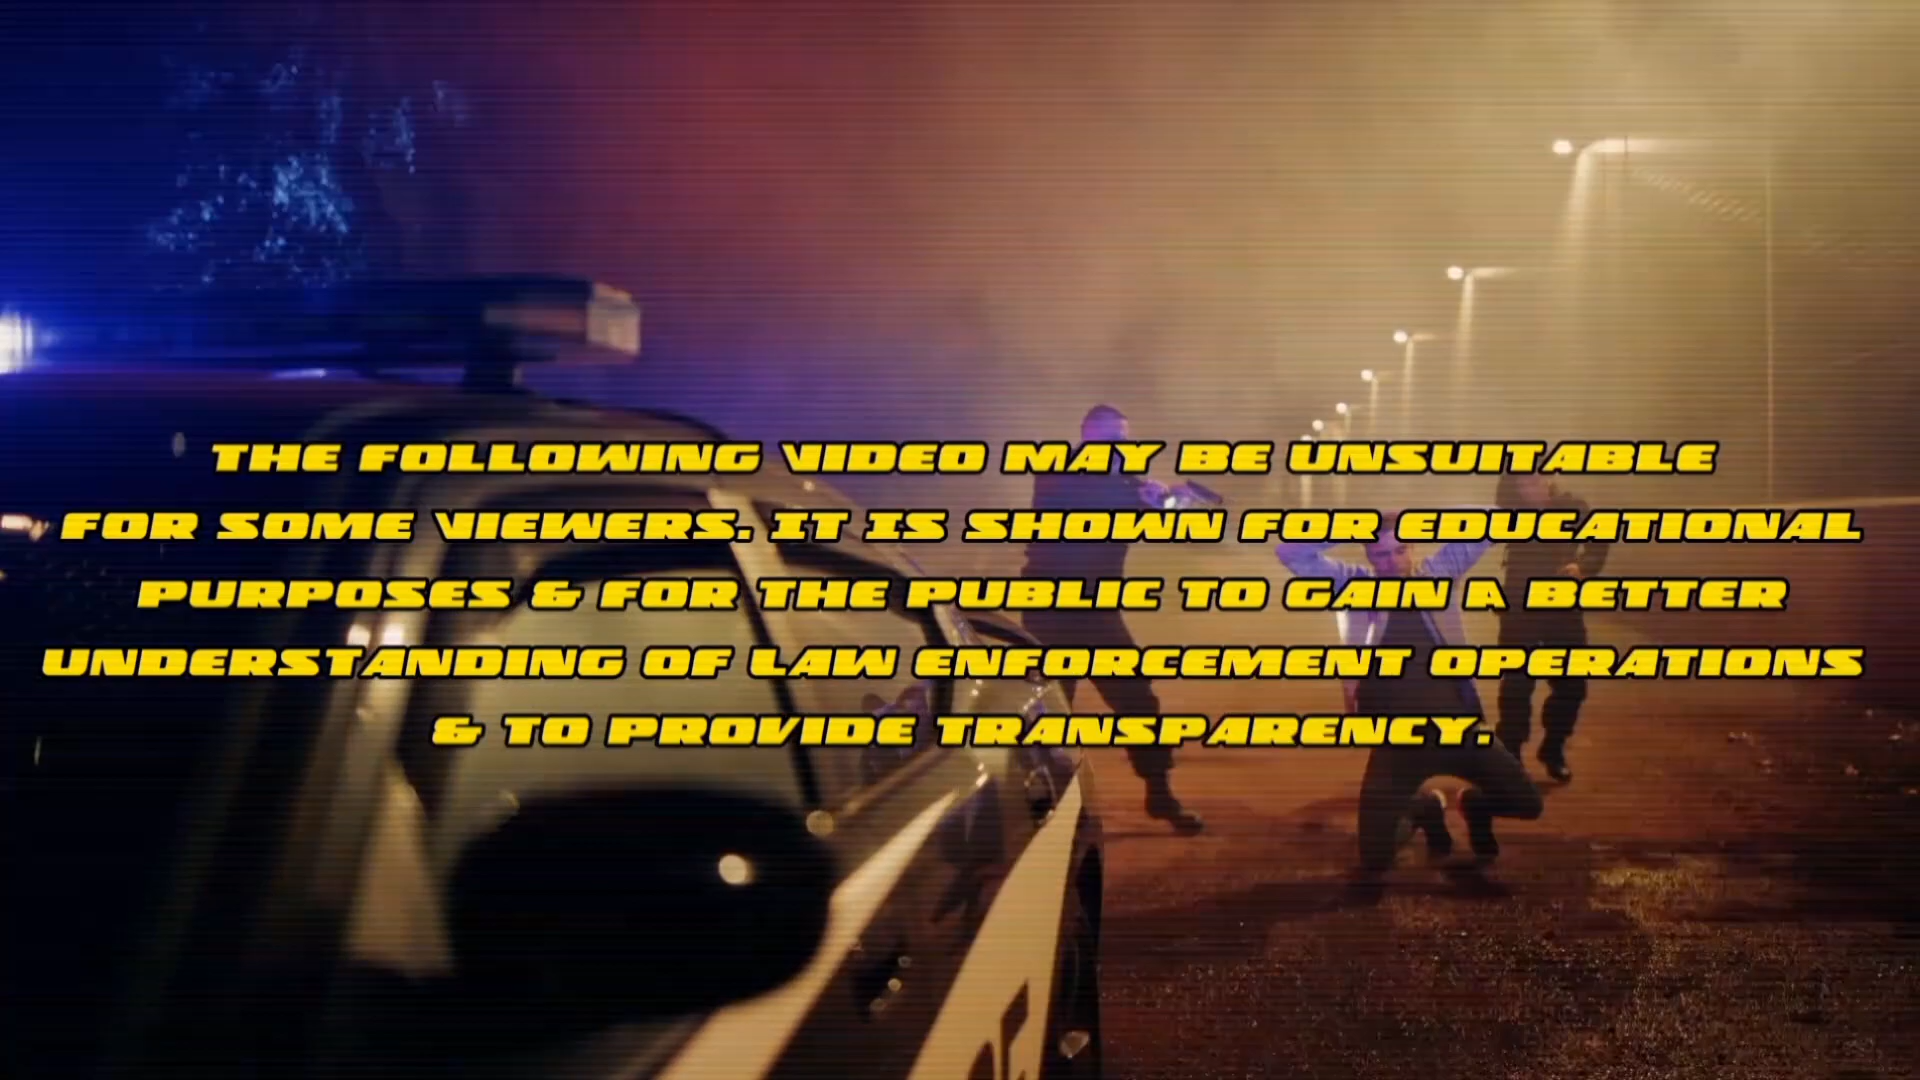 THE FOLLOWING VIDEO MAY BE UNSUITABLE
FOR SOME VIEWERS. IT IS SHOWN FOR EDUCATIONAL
PURPOSES & FOR THE PUBLIC TO GAIN A BETTER
UNDERSTANDING OF LAW ENFORCEMENT OPERATIONS
& TO PROVIDE TRANSPARENCY.